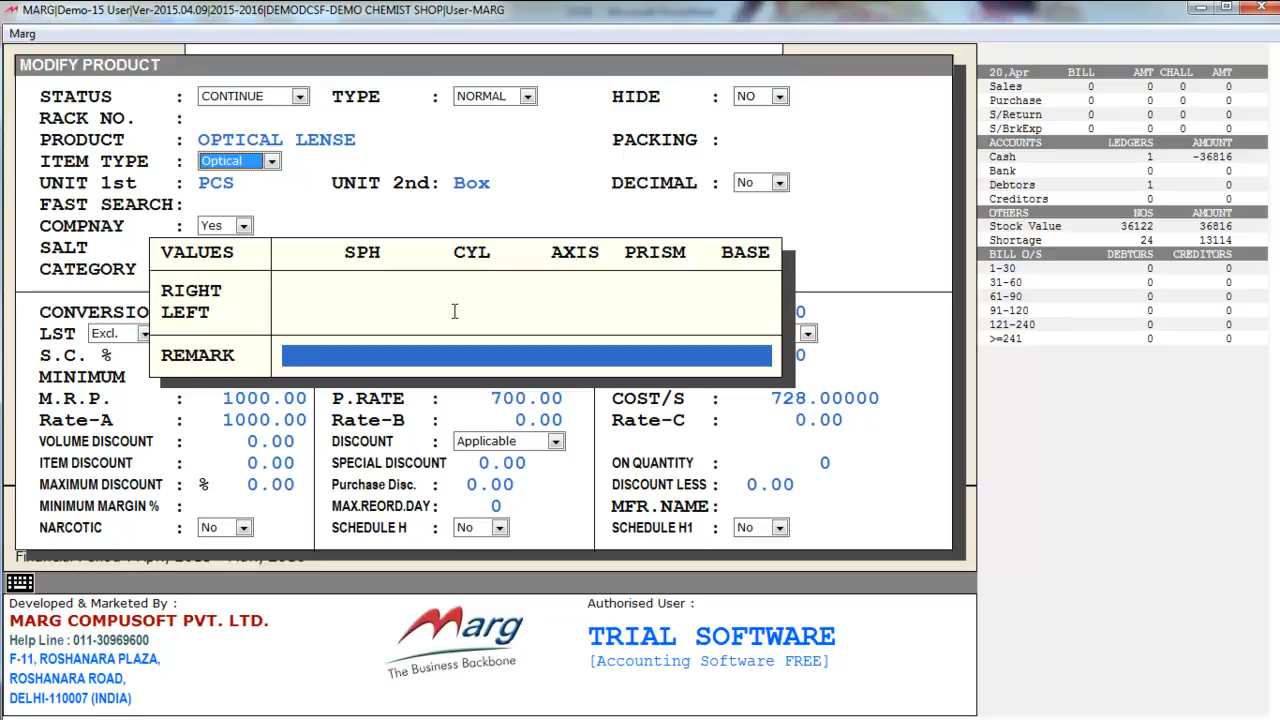 MARG|Demo-15 User|Ver-2015.04.09|2015-2016|DEMODCSF-DEMO CHEMIST SHOP|User-MARG
Marg
MODIFY PRODUCT
STATUS : CONTINUE TYPE : NORMAL HIDE : NO
RACK NO. :
PRODUCT : OPTICAL LENSE PACKING :
ITEM TYPE : Optical
UNIT 1st : PCS UNIT 2nd: Box DECIMAL : No
FAST SEARCH:
COMPNAY : Yes
SALT
CATEGORY
VALUES SPH CYL AXIS PRISM BASE
RIGHT
LEFT
REMARK
CONVERSIO 0
LST Excl.
S.C. % 0
MINIMUM
M.R.P. : 1000.00 P.RATE : 700.00 COST/S : 728.00000
Rate-A : 1000.00 Rate-B : 0.00 Rate-C : 0.00
VOLUME DISCOUNT : 0.00 DISCOUNT : Applicable
ITEM DISCOUNT : 0.00 SPECIAL DISCOUNT 0.00 ON QUANTITY : 0
MAXIMUM DISCOUNT : % 0.00 Purchase Disc. : 0.00 DISCOUNT LESS : 0.00
MINIMUM MARGIN % : MAX.REORD.DAY : 0 MFR.NAME:
NARCOTIC : No SCHEDULE H : No SCHEDULE H1 : No
20,Apr BILL AMT CHALL AMT
Sales 0 0 0 0
Purchase 0 0 0 0
S/Return 0 0 0 0
S/BrkExp 0 0 0 0
ACCOUNTS LEDGERS AMOUNT
Cash 1 -36816
Bank 0 0
Debtors 1 0
Creditors 0 0
OTHERS NOS AMOUNT
Stock Value 36122 36816
Shortage 24 13114
BILL O/S DEBTORS CREDITORS
1-30 0 0
31-60 0 0
61-90 0 0
91-120 0 0
121-240 0 0
>=241 0 0
Developed & Marketed By :
MARG COMPUSOFT PVT. LTD.
Help Line : 011-30969600
F-11, ROSHANARA PLAZA,
ROSHANARA ROAD,
DELHI-110007 (INDIA)
Marg
The Business Backbone
Authorised User :
TRIAL SOFTWARE
[Accounting Software FREE]